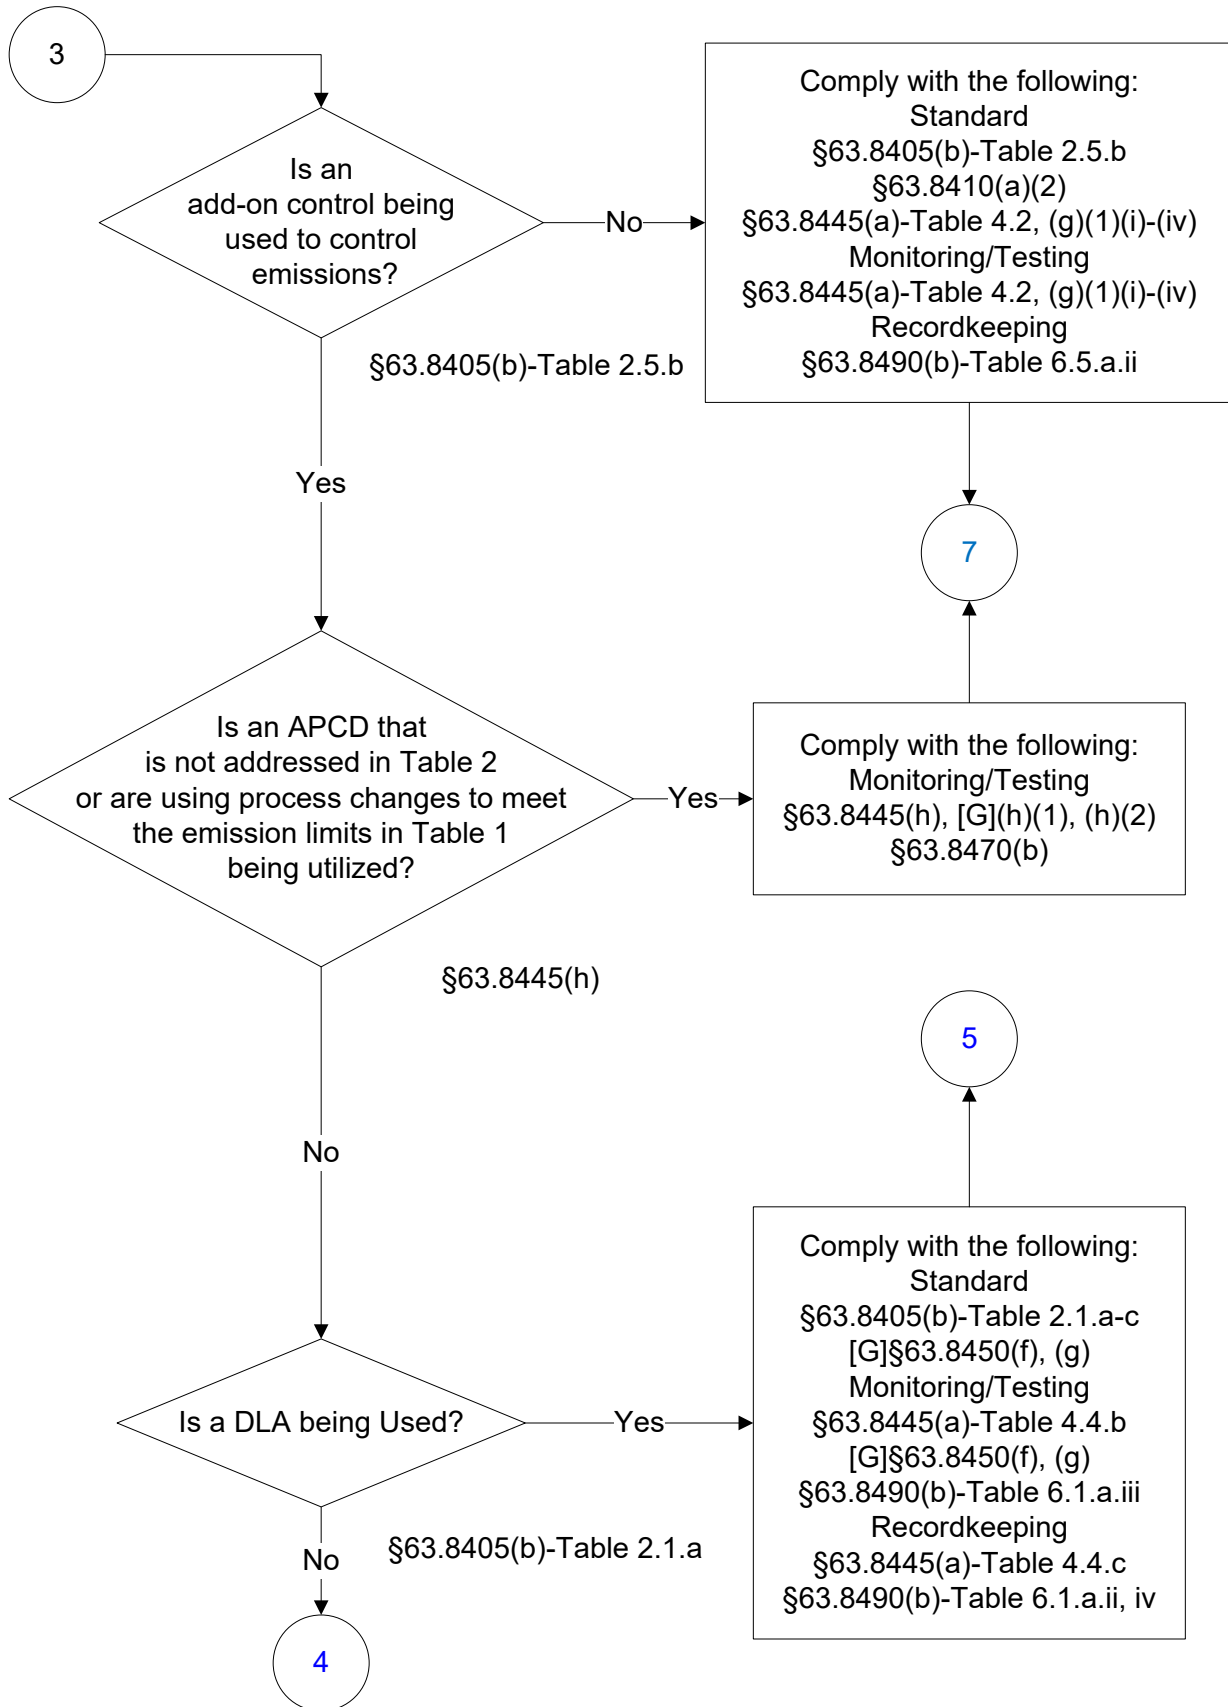 3
Is an
add-on control being
used to control
emissions?
No
Comply with the following:
Standard
§63.8405(b)-Table 2.5.b
§63.8410(a)(2)
§63.8445(a)-Table 4.2, (g)(1)(i)-(iv)
Monitoring/Testing
§63.8445(a)-Table 4.2, (g)(1)(i)-(iv)
Recordkeeping
§63.8490(b)-Table 6.5.a.ii
§63.8405(b)-Table 2.5.b
Yes
7
Is an APCD that
is not addressed in Table 2
or are using process changes to meet
the emission limits in Table 1
being utilized?
Yes
Comply with the following:
Monitoring/Testing
§63.8445(h), [G](h)(1), (h)(2)
§63.8470(b)
§63.8445(h)
5
No
Is a DLA being Used?
Yes
Comply with the following:
Standard
§63.8405(b)-Table 2.1.a-c
[G]§63.8450(f), (g)
Monitoring/Testing
§63.8445(a)-Table 4.4.b
[G]§63.8450(f), (g)
§63.8490(b)-Table 6.1.a.iii
Recordkeeping
§63.8445(a)-Table 4.4.c
§63.8490(b)-Table 6.1.a.ii, iv
§63.8405(b)-Table 2.1.a
No
4